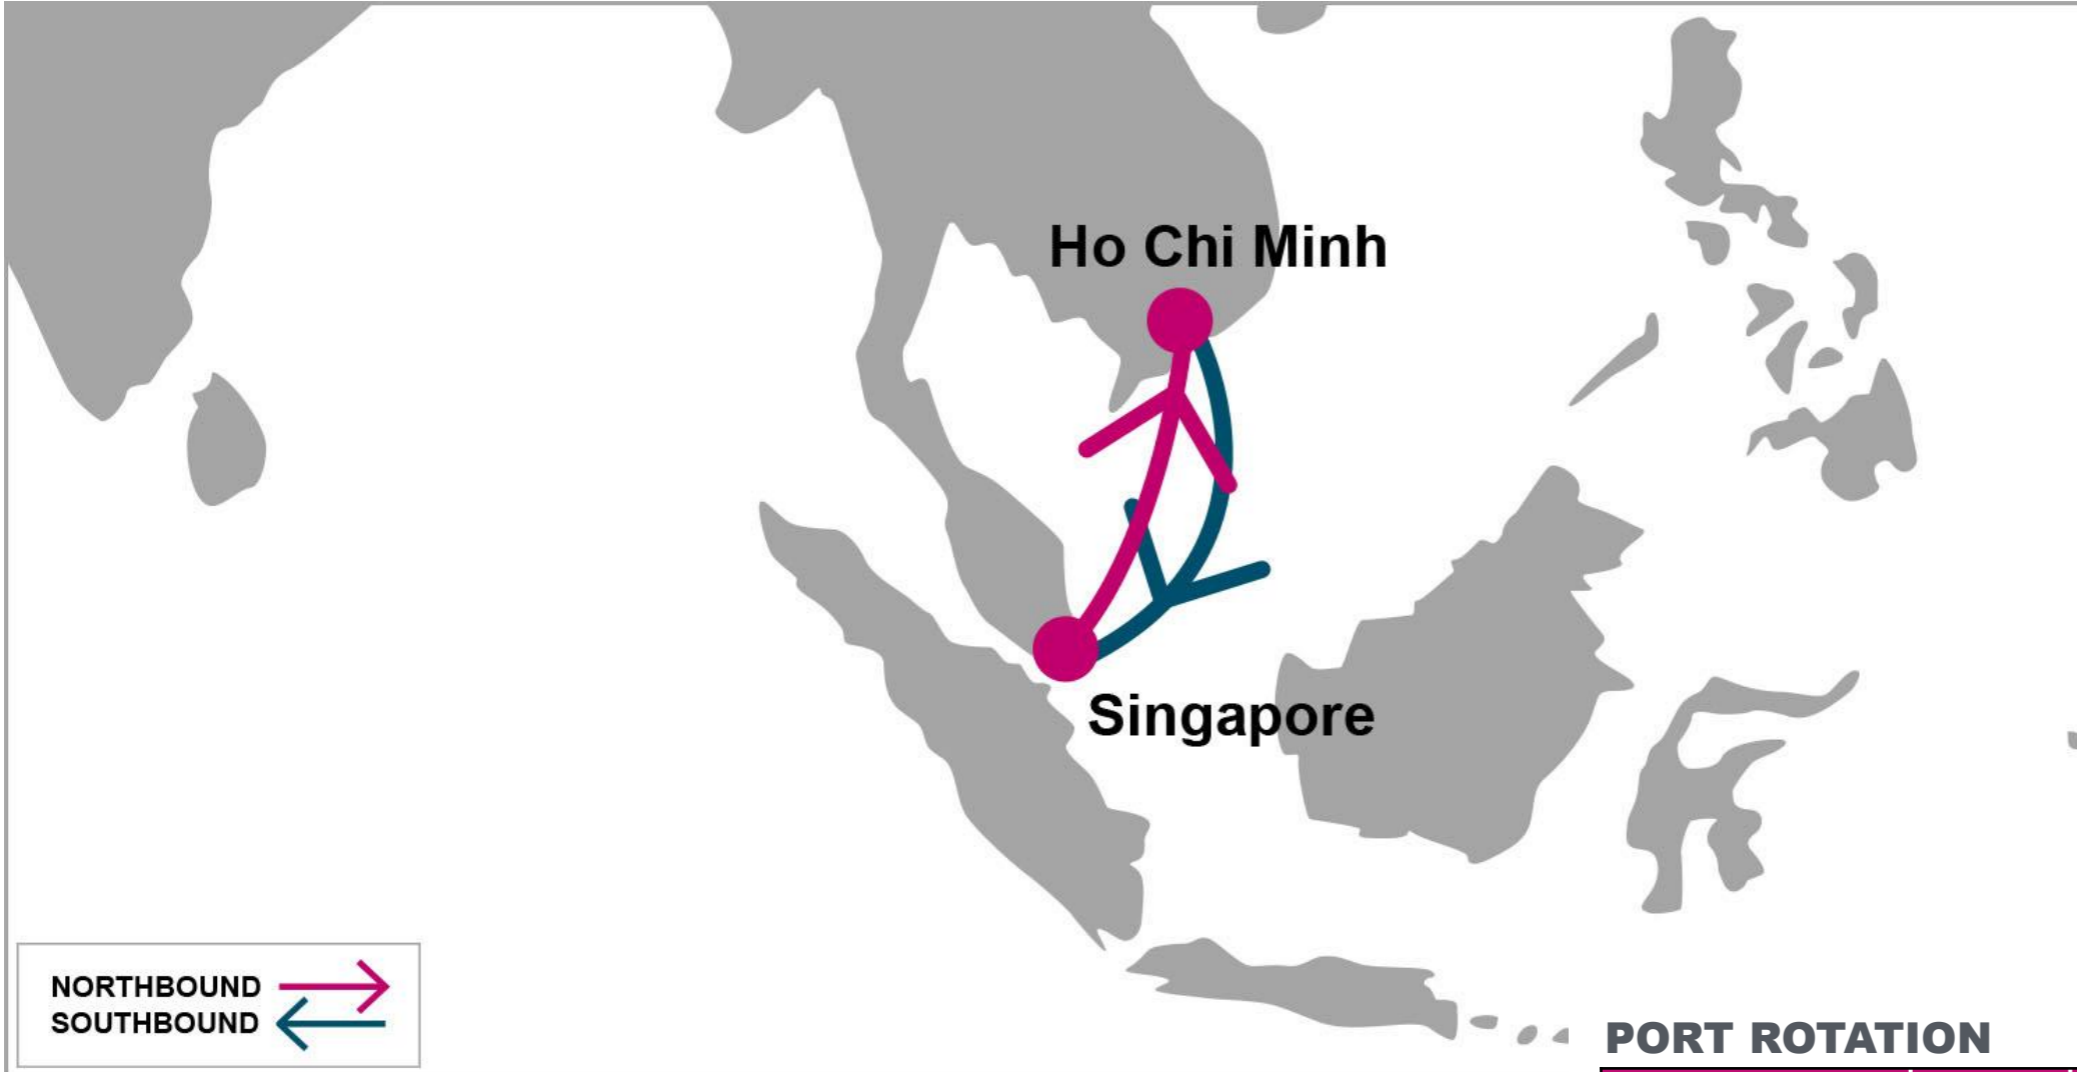 Ho Chi Minh
Singapore
NORTHBOUND
SOUTHBOUND
PORT ROTATION